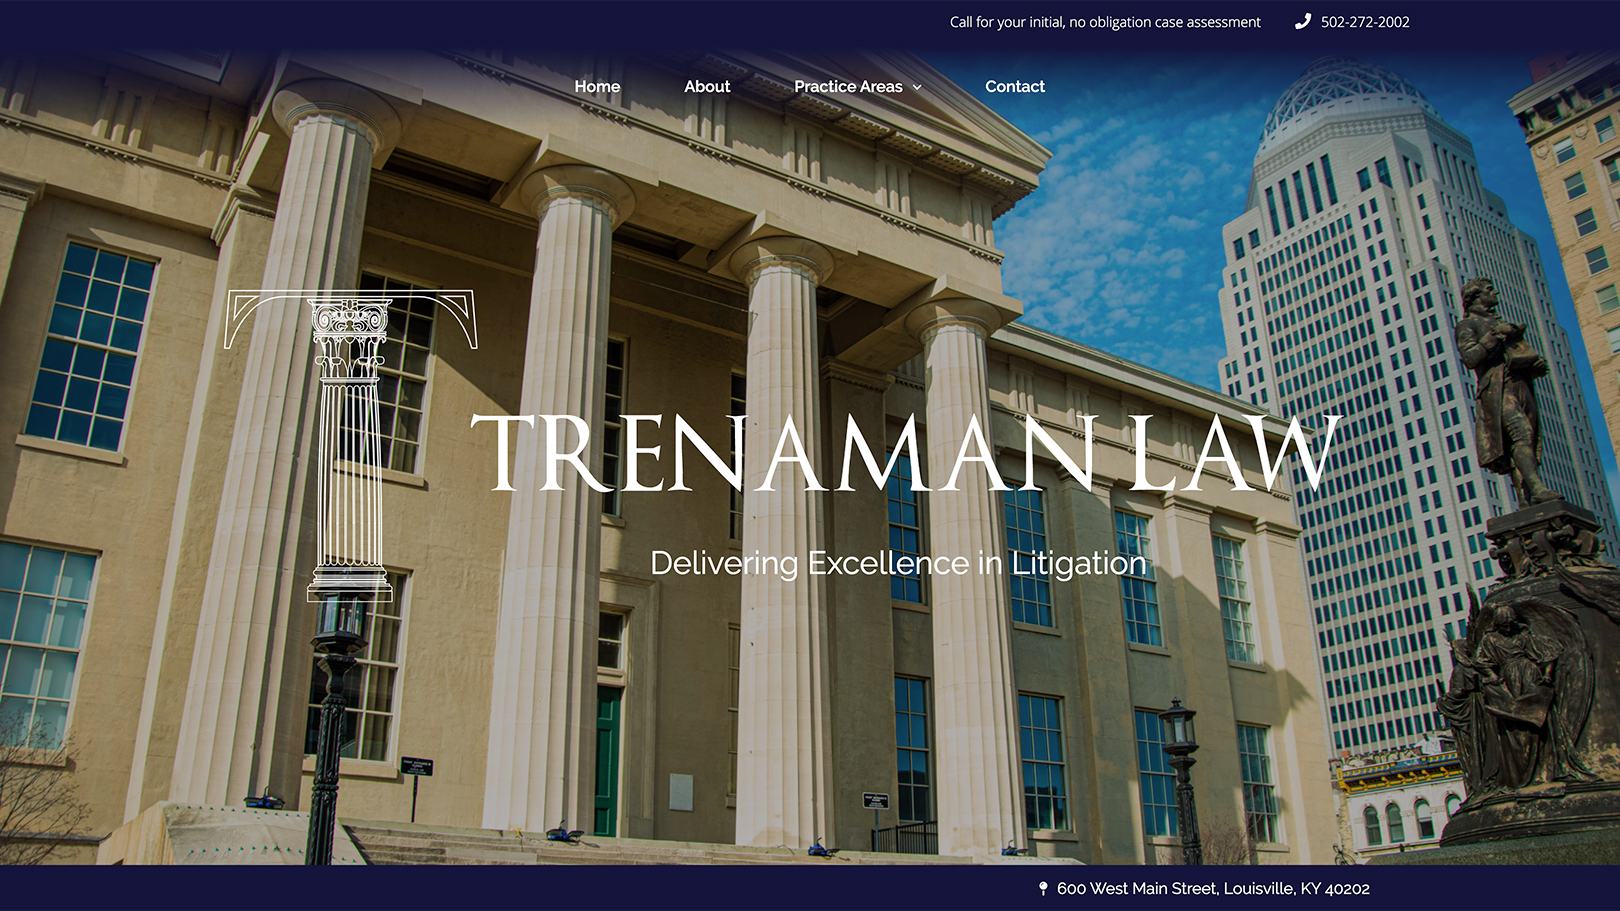 Call for your initial, no obligation case assessment 502-272-2002
Home About Practice Areas Contact
TRENAMAN LAW
Delivering Excellence in Litigation
600 West Main Street, Louisville, KY 40202